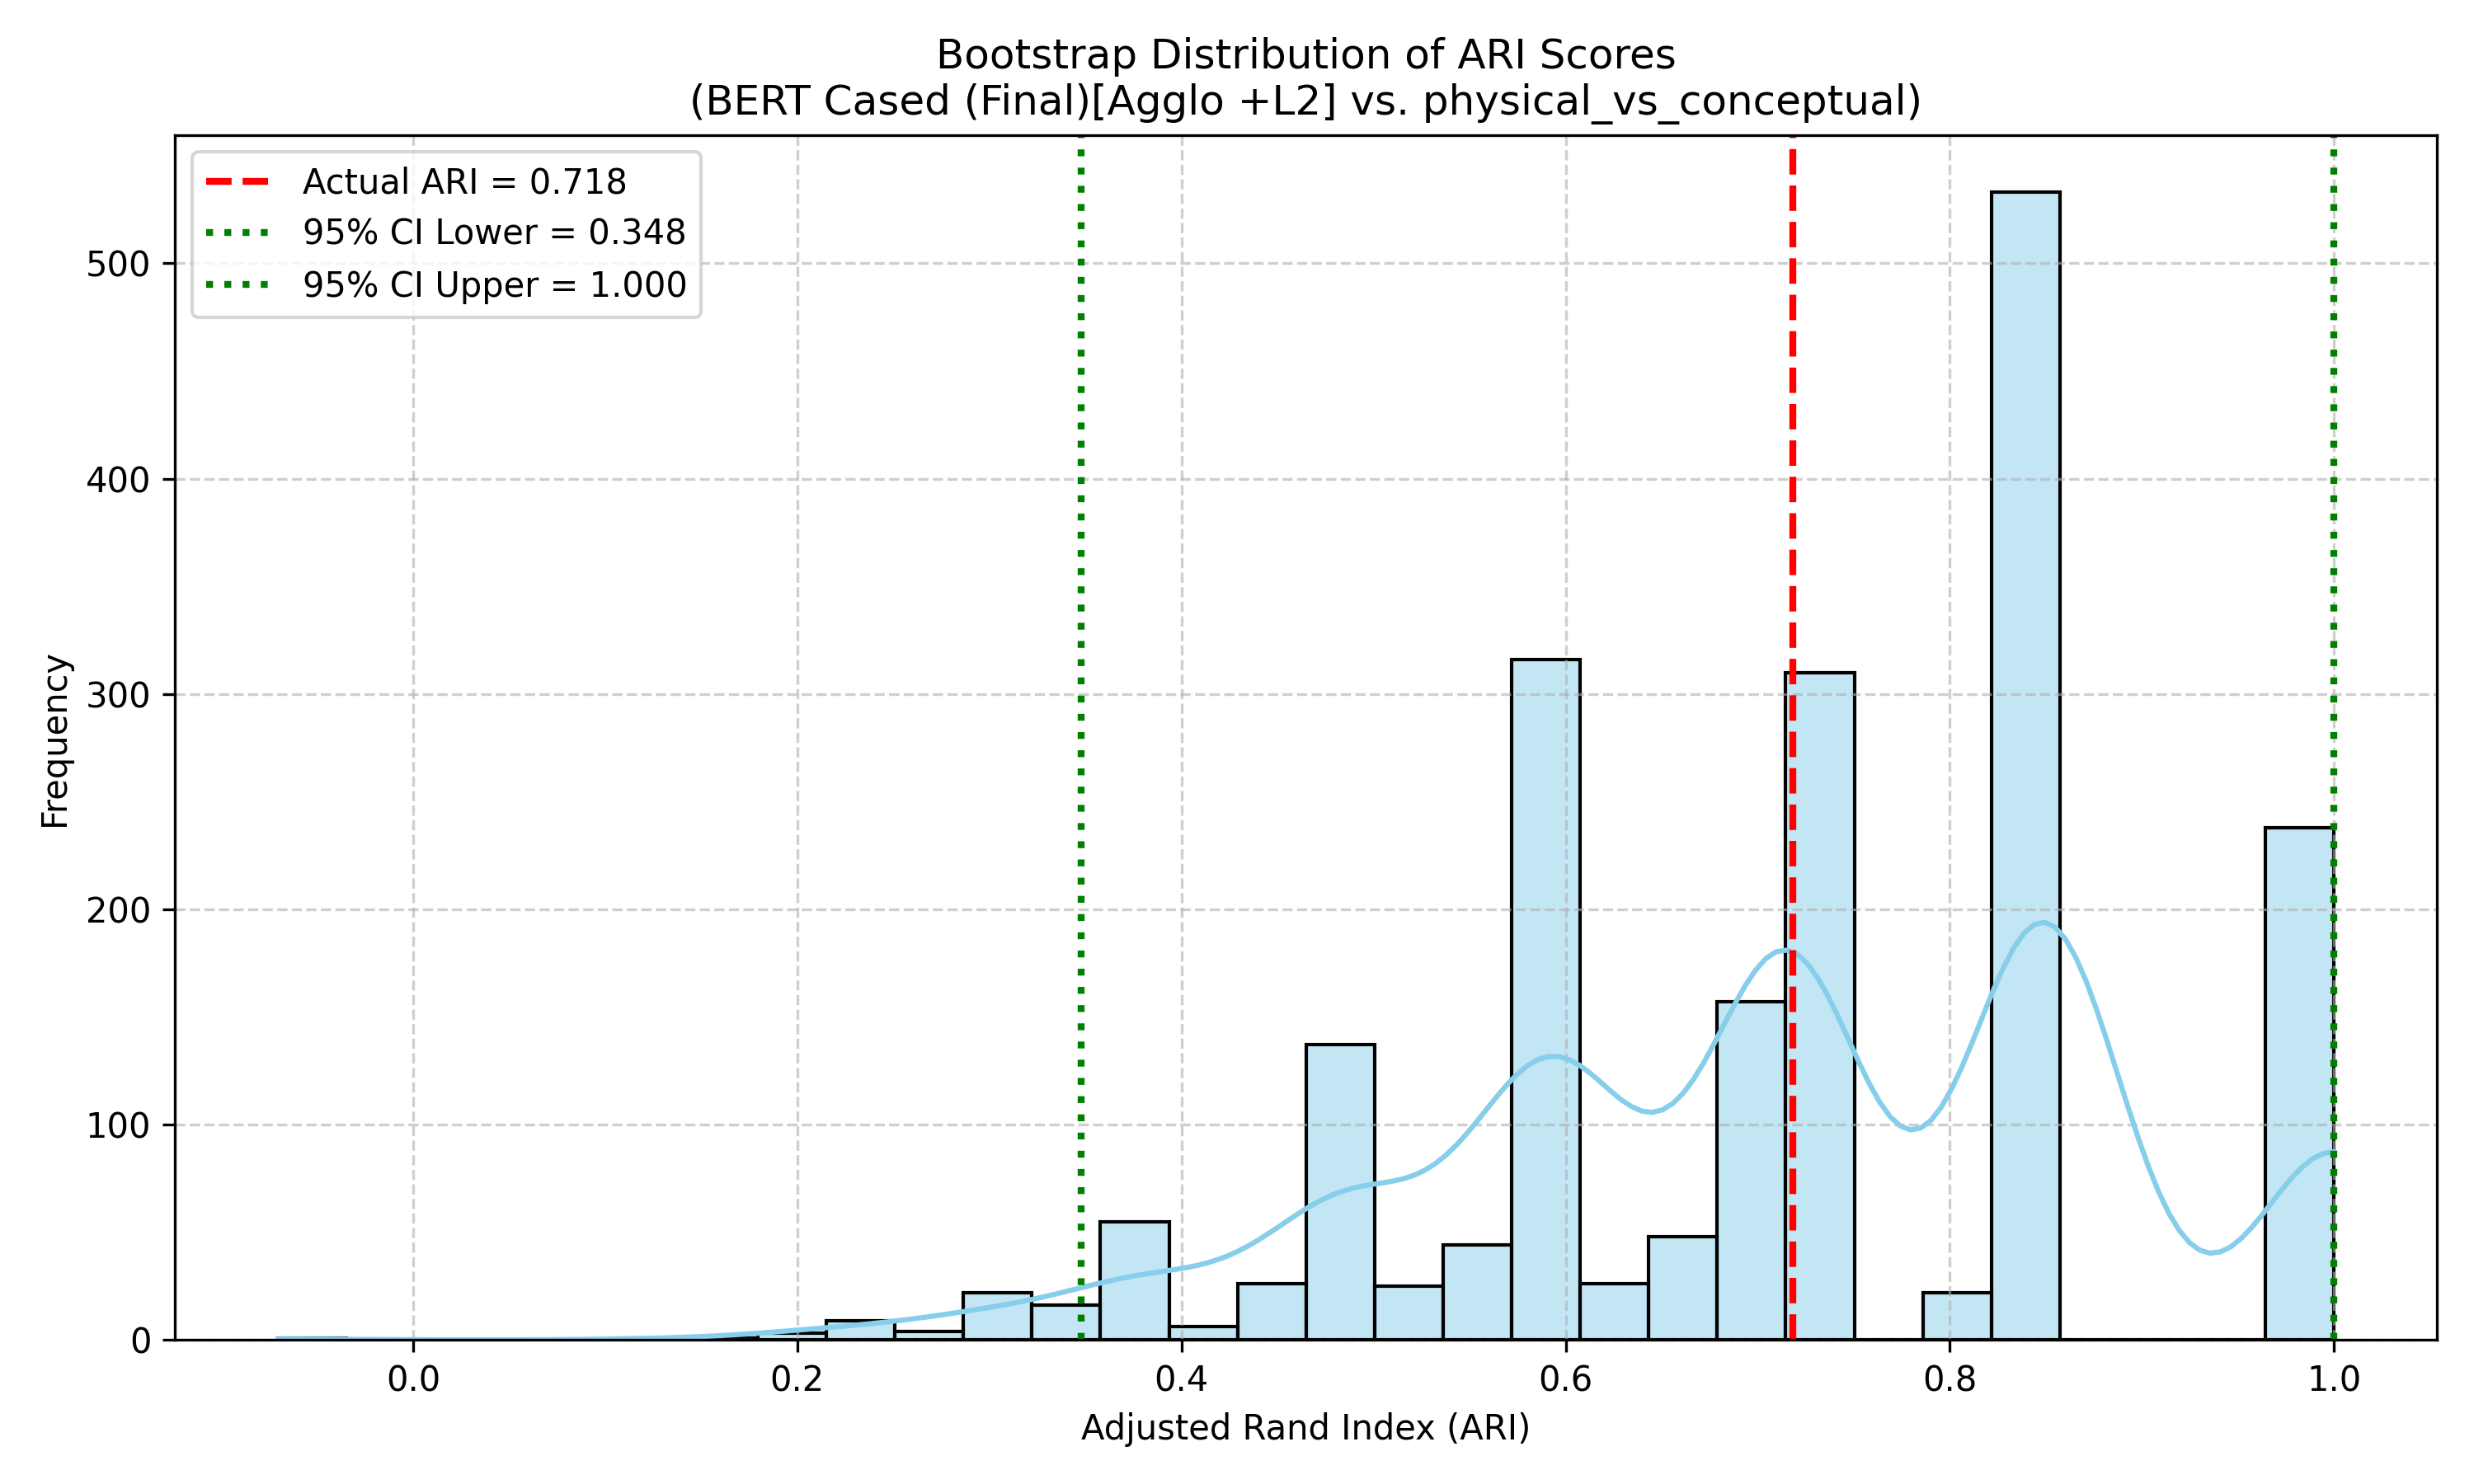 Bootstrap Distribution of ARI Scores
(BERT Cased (Final)[Agglo +L2] vs. physical_vs_conceptual)
Actual ARI = 0.718
95% CI Lower = 0.348
95% CI Upper = 1.000
Frequency
500
400
300
200
100
0
0.0 0.2 0.4 0.6 0.8 1.0
Adjusted Rand Index (ARI)